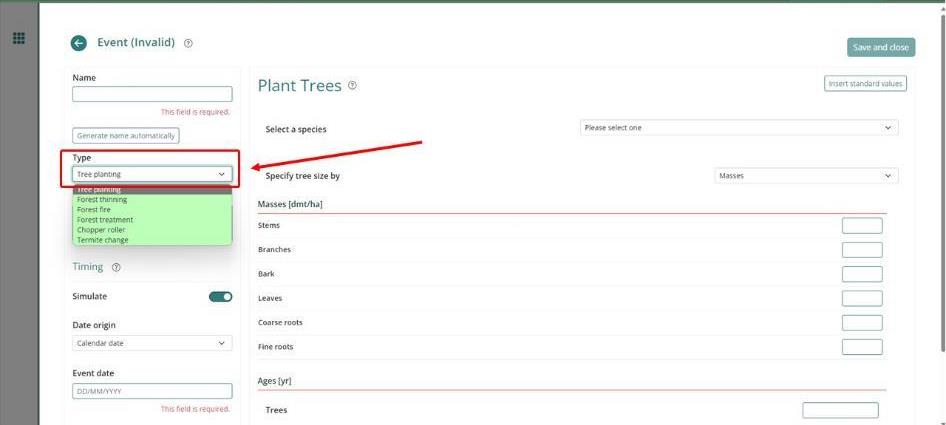 Event (Invalid)
Save and close
Name
This field is required.
Generate name automatically
Type
Tree planting
Tree planting
Forest thinning
Forest fire
Forest treatment
Chopper roller
Termite change
Timing
Simulate
Date origin
Calendar date
Event date
DD/MM/YYYY
This field is required.
Plant Trees
Insert standard values
Select a species
Please select one
Specify tree size by
Masses
Masses [dmt/ha]
Stems
Branches
Bark
Leaves
Coarse roots
Fine roots
Ages [yr]
Trees